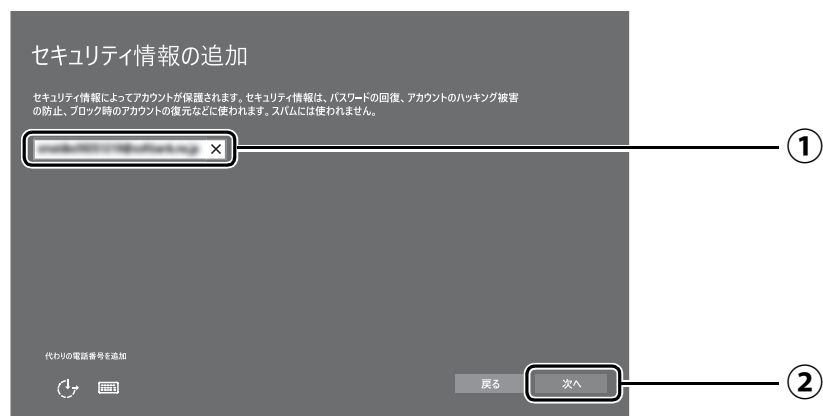 セキュリティ情報の追加
セキュリティ情報によってアカウントが保護されます。セキュリティ情報は、パスワードの回復、アカウントのハッキング被害
の防止、ブロック時のアカウントの復元などに使われます。スパムには使われません。
①
代わりの電話番号を追加
戻る 次へ ②